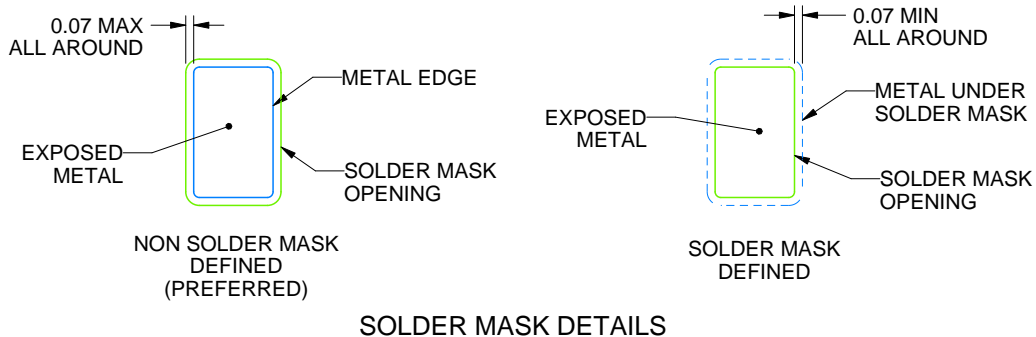 0.07 MAX
ALL AROUND
METAL EDGE
EXPOSED
METAL
SOLDER MASK
OPENING
NON SOLDER MASK
DEFINED
(PREFERRED)
0.07 MIN
ALL AROUND
METAL UNDER
SOLDER MASK
EXPOSED
METAL
SOLDER MASK
OPENING
SOLDER MASK
DEFINED
SOLDER MASK DETAILS